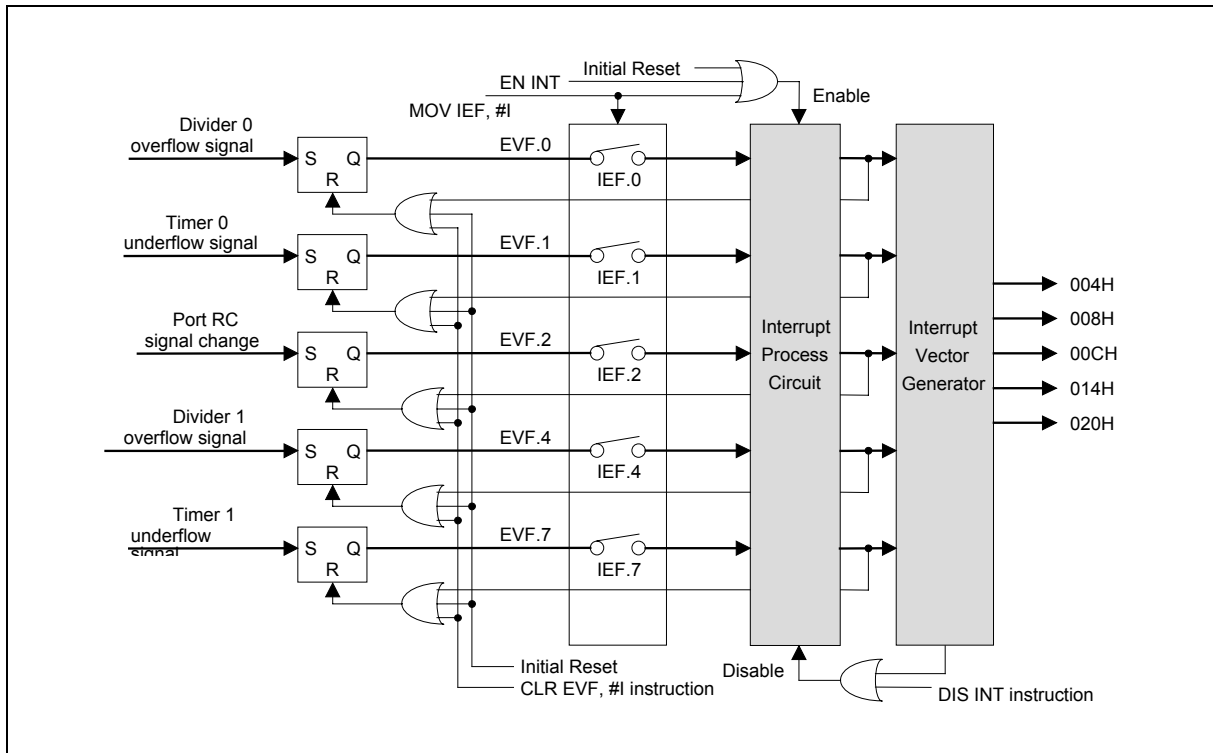 Initial Reset
EN INT
MOV IEF, #I
Enable
Divider 0
overflow signal
S Q
R
EVF.0
IEF.0
Timer 0
underflow signal
S Q
R
EVF.1
IEF.1
Port RC
signal change
S Q
R
EVF.2
IEF.2
Divider 1
overflow signal
S Q
R
EVF.4
IEF.4
Timer 1
underflow
signal
S Q
R
EVF.7
IEF.7
Interrupt
Process
Circuit
Interrupt
Vector
Generator
004H
008H
00CH
014H
020H
Initial Reset
CLR EVF, #I instruction
Disable
DIS INT instruction